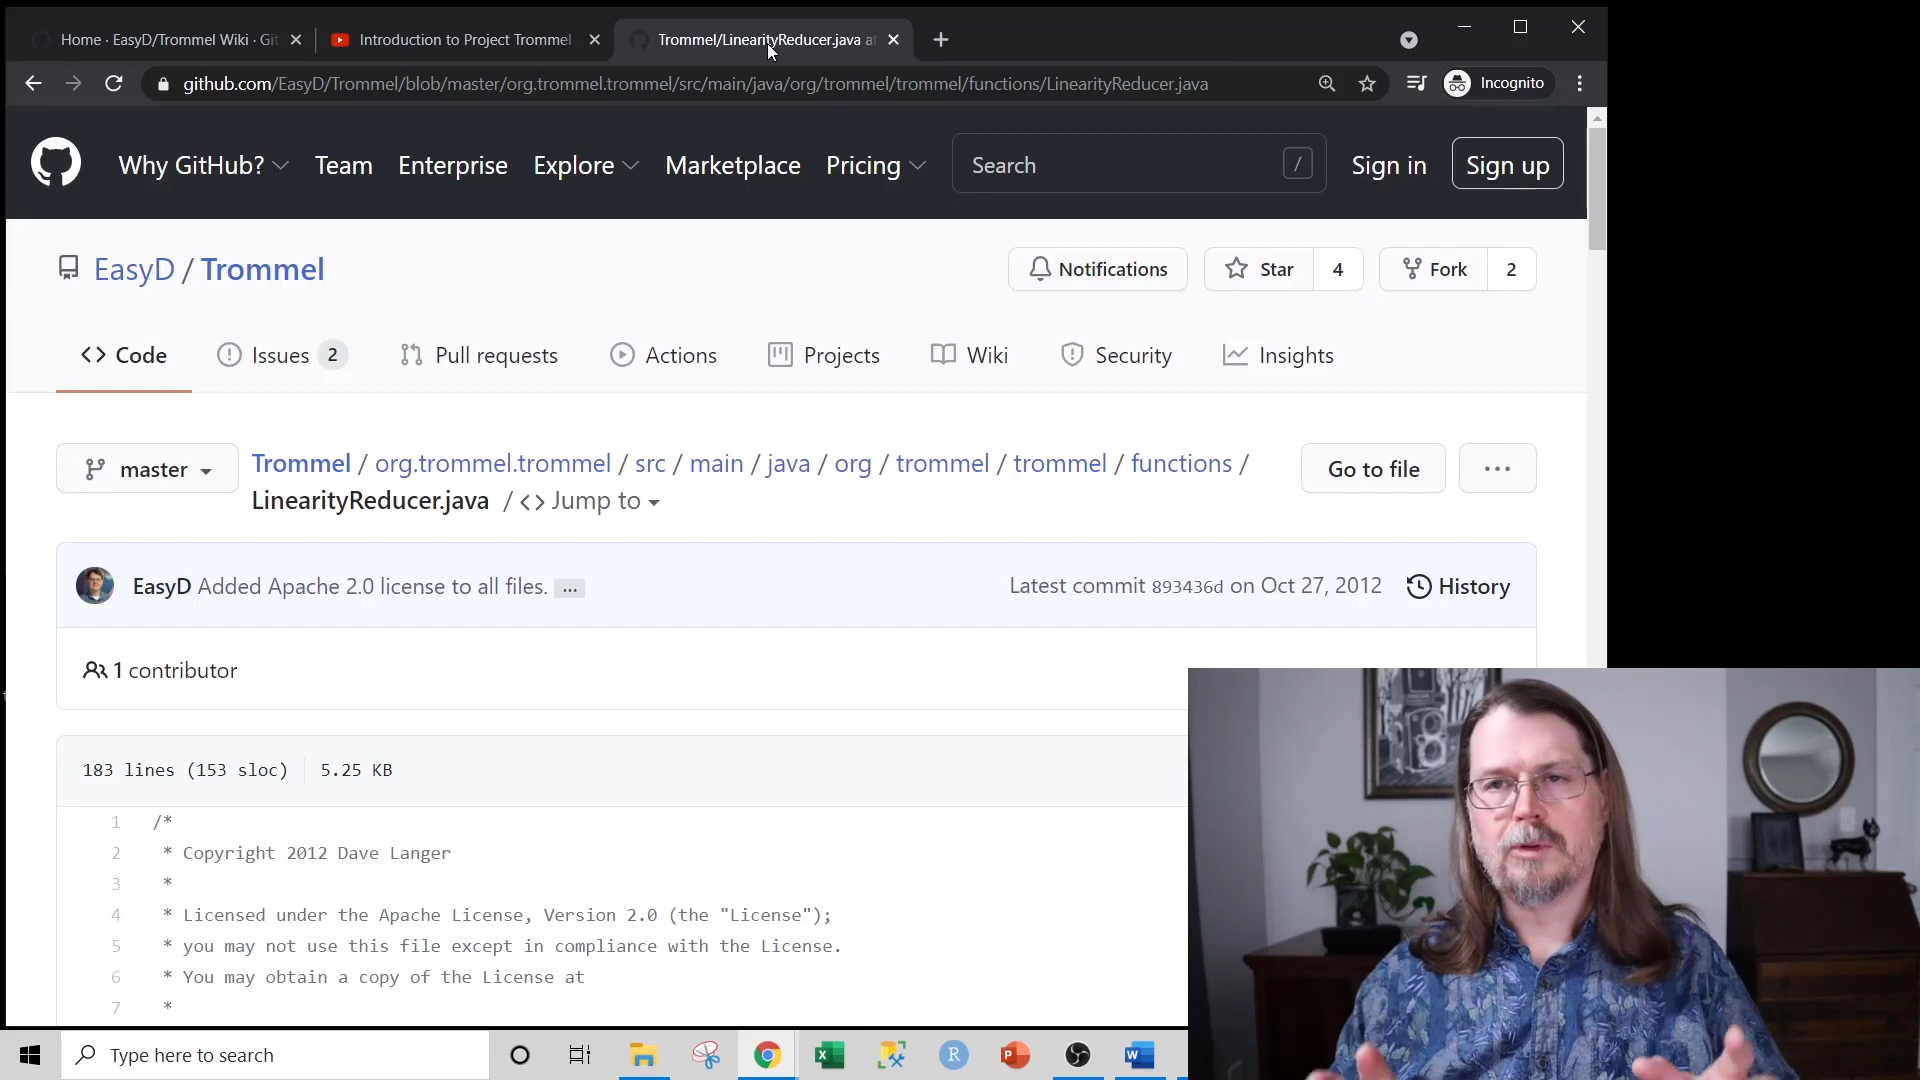 Home · EasyD/Trommel Wiki · Git
Introduction to Project Trommel
Trommel/LinearityReducer.java a
github.com/EasyD/Trommel/blob/master/org.trommel.trommel/src/main/java/org/trommel/trommel/functions/LinearityReducer.java
Incognito
Why GitHub? Team Enterprise Explore Marketplace Pricing
Search /
Sign in Sign up
EasyD / Trommel
Notifications Star 4 Fork 2
Code Issues 2 Pull requests Actions Projects Wiki Security Insights
master
Trommel / org.trommel.trommel / src / main / java / org / trommel / trommel / functions /
LinearityReducer.java / <> Jump to
Go to file ...
EasyD Added Apache 2.0 license to all files. ...
Latest commit 893436d on Oct 27, 2012 History
1 contributor
183 lines (153 sloc) 5.25 KB
1 /*
2 * Copyright 2012 Dave Langer
3 *
4 * Licensed under the Apache License, Version 2.0 (the "License");
5 * you may not use this file except in compliance with the License.
6 * You may obtain a copy of the License at
7 *
Type here to search
X
R
P
W